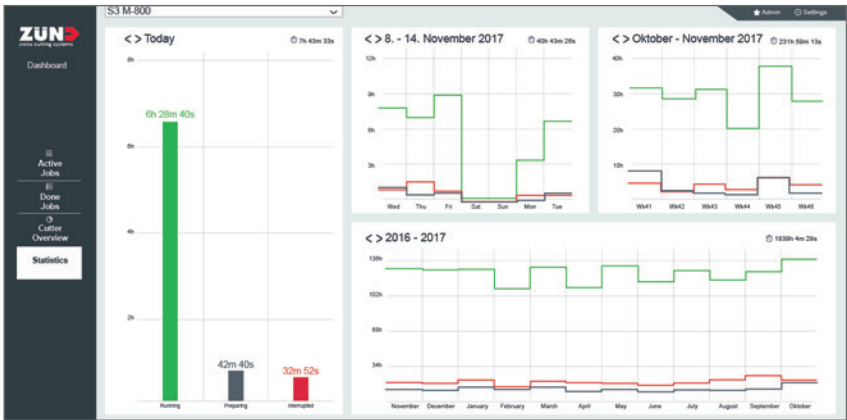 S3 M-800
Admin
Settings
ZÜND
swiss cutting systems
Dashboard
Active
Jobs
Done
Jobs
Cutter
Overview
Statistics
< > Today
7h 43m 33s
8h
6h
4h
2h
6h 28m 40s
42m 40s
32m 52s
Running
Preparing
Interrupted
< > 8. - 14. November 2017
40h 43m 26s
12h
9h
6h
3h
Wed Thu Fri Sat Sun Mon Tue
< > Oktober - November 2017
231h 59m 13s
40h
30h
20h
10h
Wk41 Wk42 Wk43 Wk44 Wk45 Wk46
< > 2016 - 2017
1839h 4m 29s
136h
102h
68h
34h
November December January February March April May June July August September Oktober